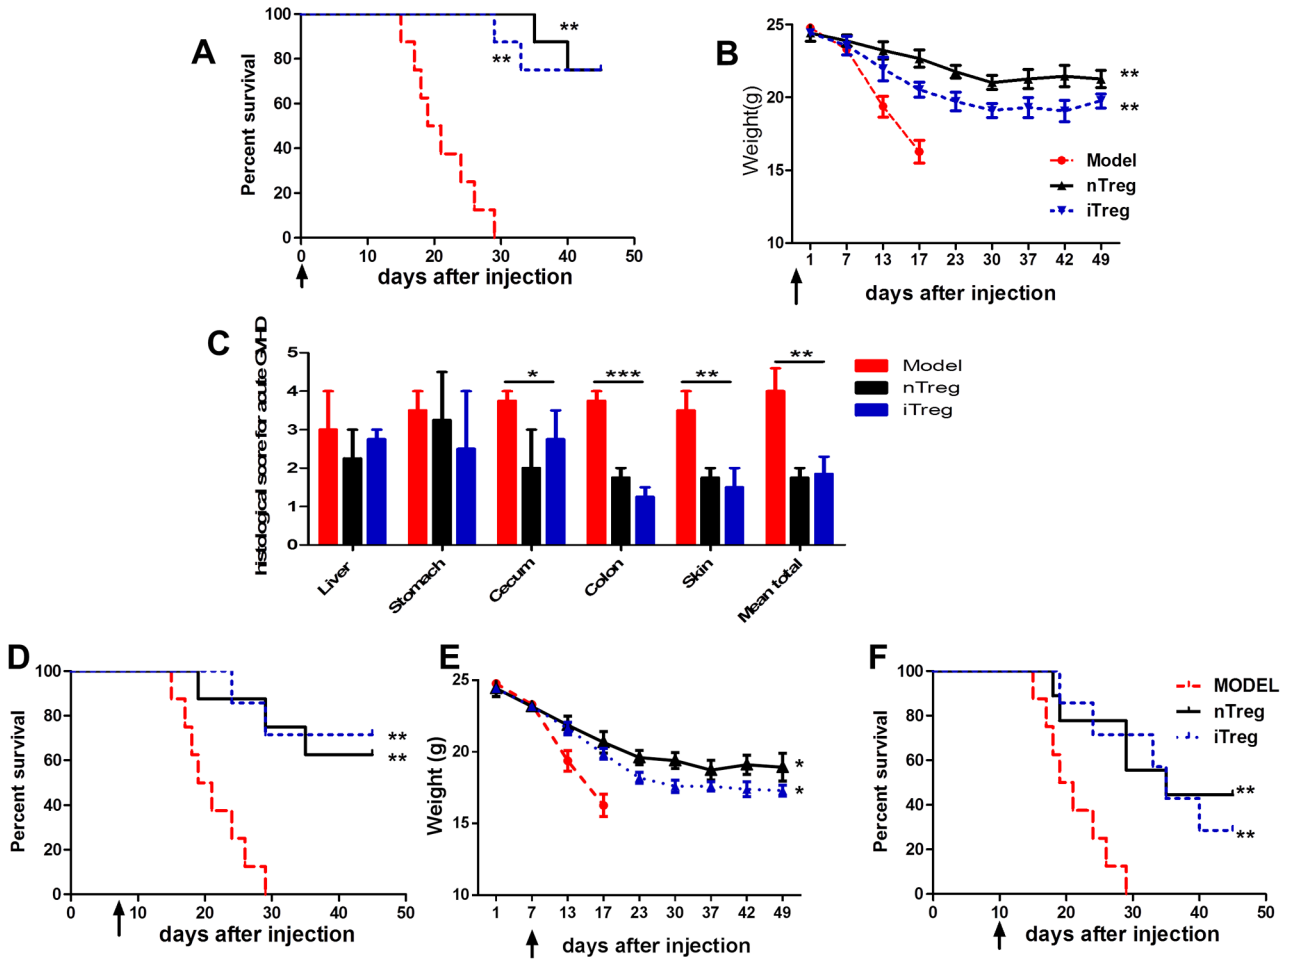 A
Percent survival
100
80
60
40
20
0
**
**
0 10 20 30 40 50
days after injection
B
Weight(g)
25
20
15
10
**
**
Model
nTreg
iTreg
1 7 13 17 23 30 37 42 49
days after injection
C
histological score for acute GVHD
5
4
3
2
1
0
* *** ** **
Model
nTreg
iTreg
Liver Stomach Cecum Colon Skin Mean total
D
Percent survival
100
80
60
40
20
0
**
**
0 10 20 30 40 50
days after injection
E
Weight (g)
25
20
15
10
*
*
1 7 13 17 23 30 37 42 49
days after injection
F
Percent survival
100
80
60
40
20
0
MODEL
nTreg
iTreg
**
**
0 10 20 30 40 50
days after injection